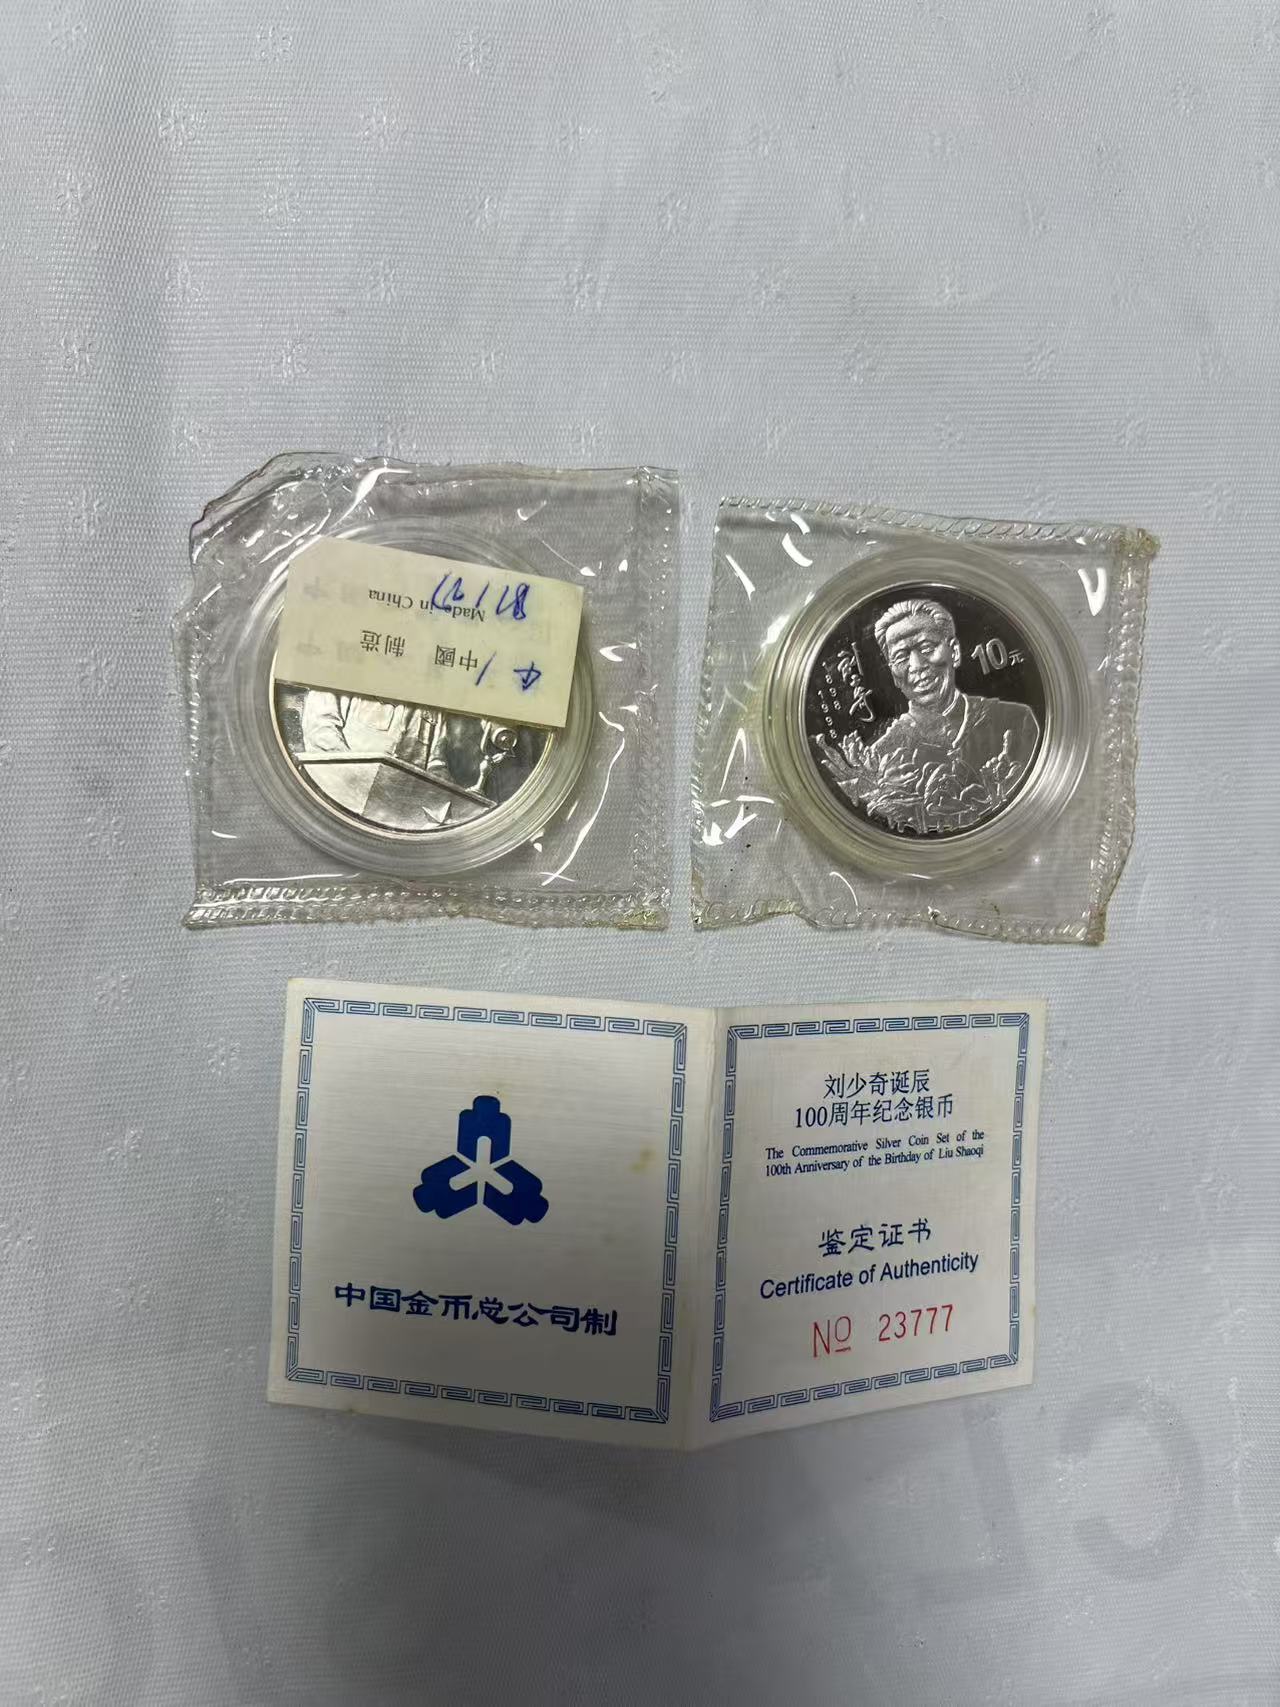 中國 制造
Made in China
10元
1898
1998
刘少奇诞辰
100周年纪念银币
The Commemorative Silver Coin Set of the
100th Anniversary of the Birthday of Liu Shaoqi
鉴定证书
Certificate of Authenticity
No 23777
中国金币总公司制